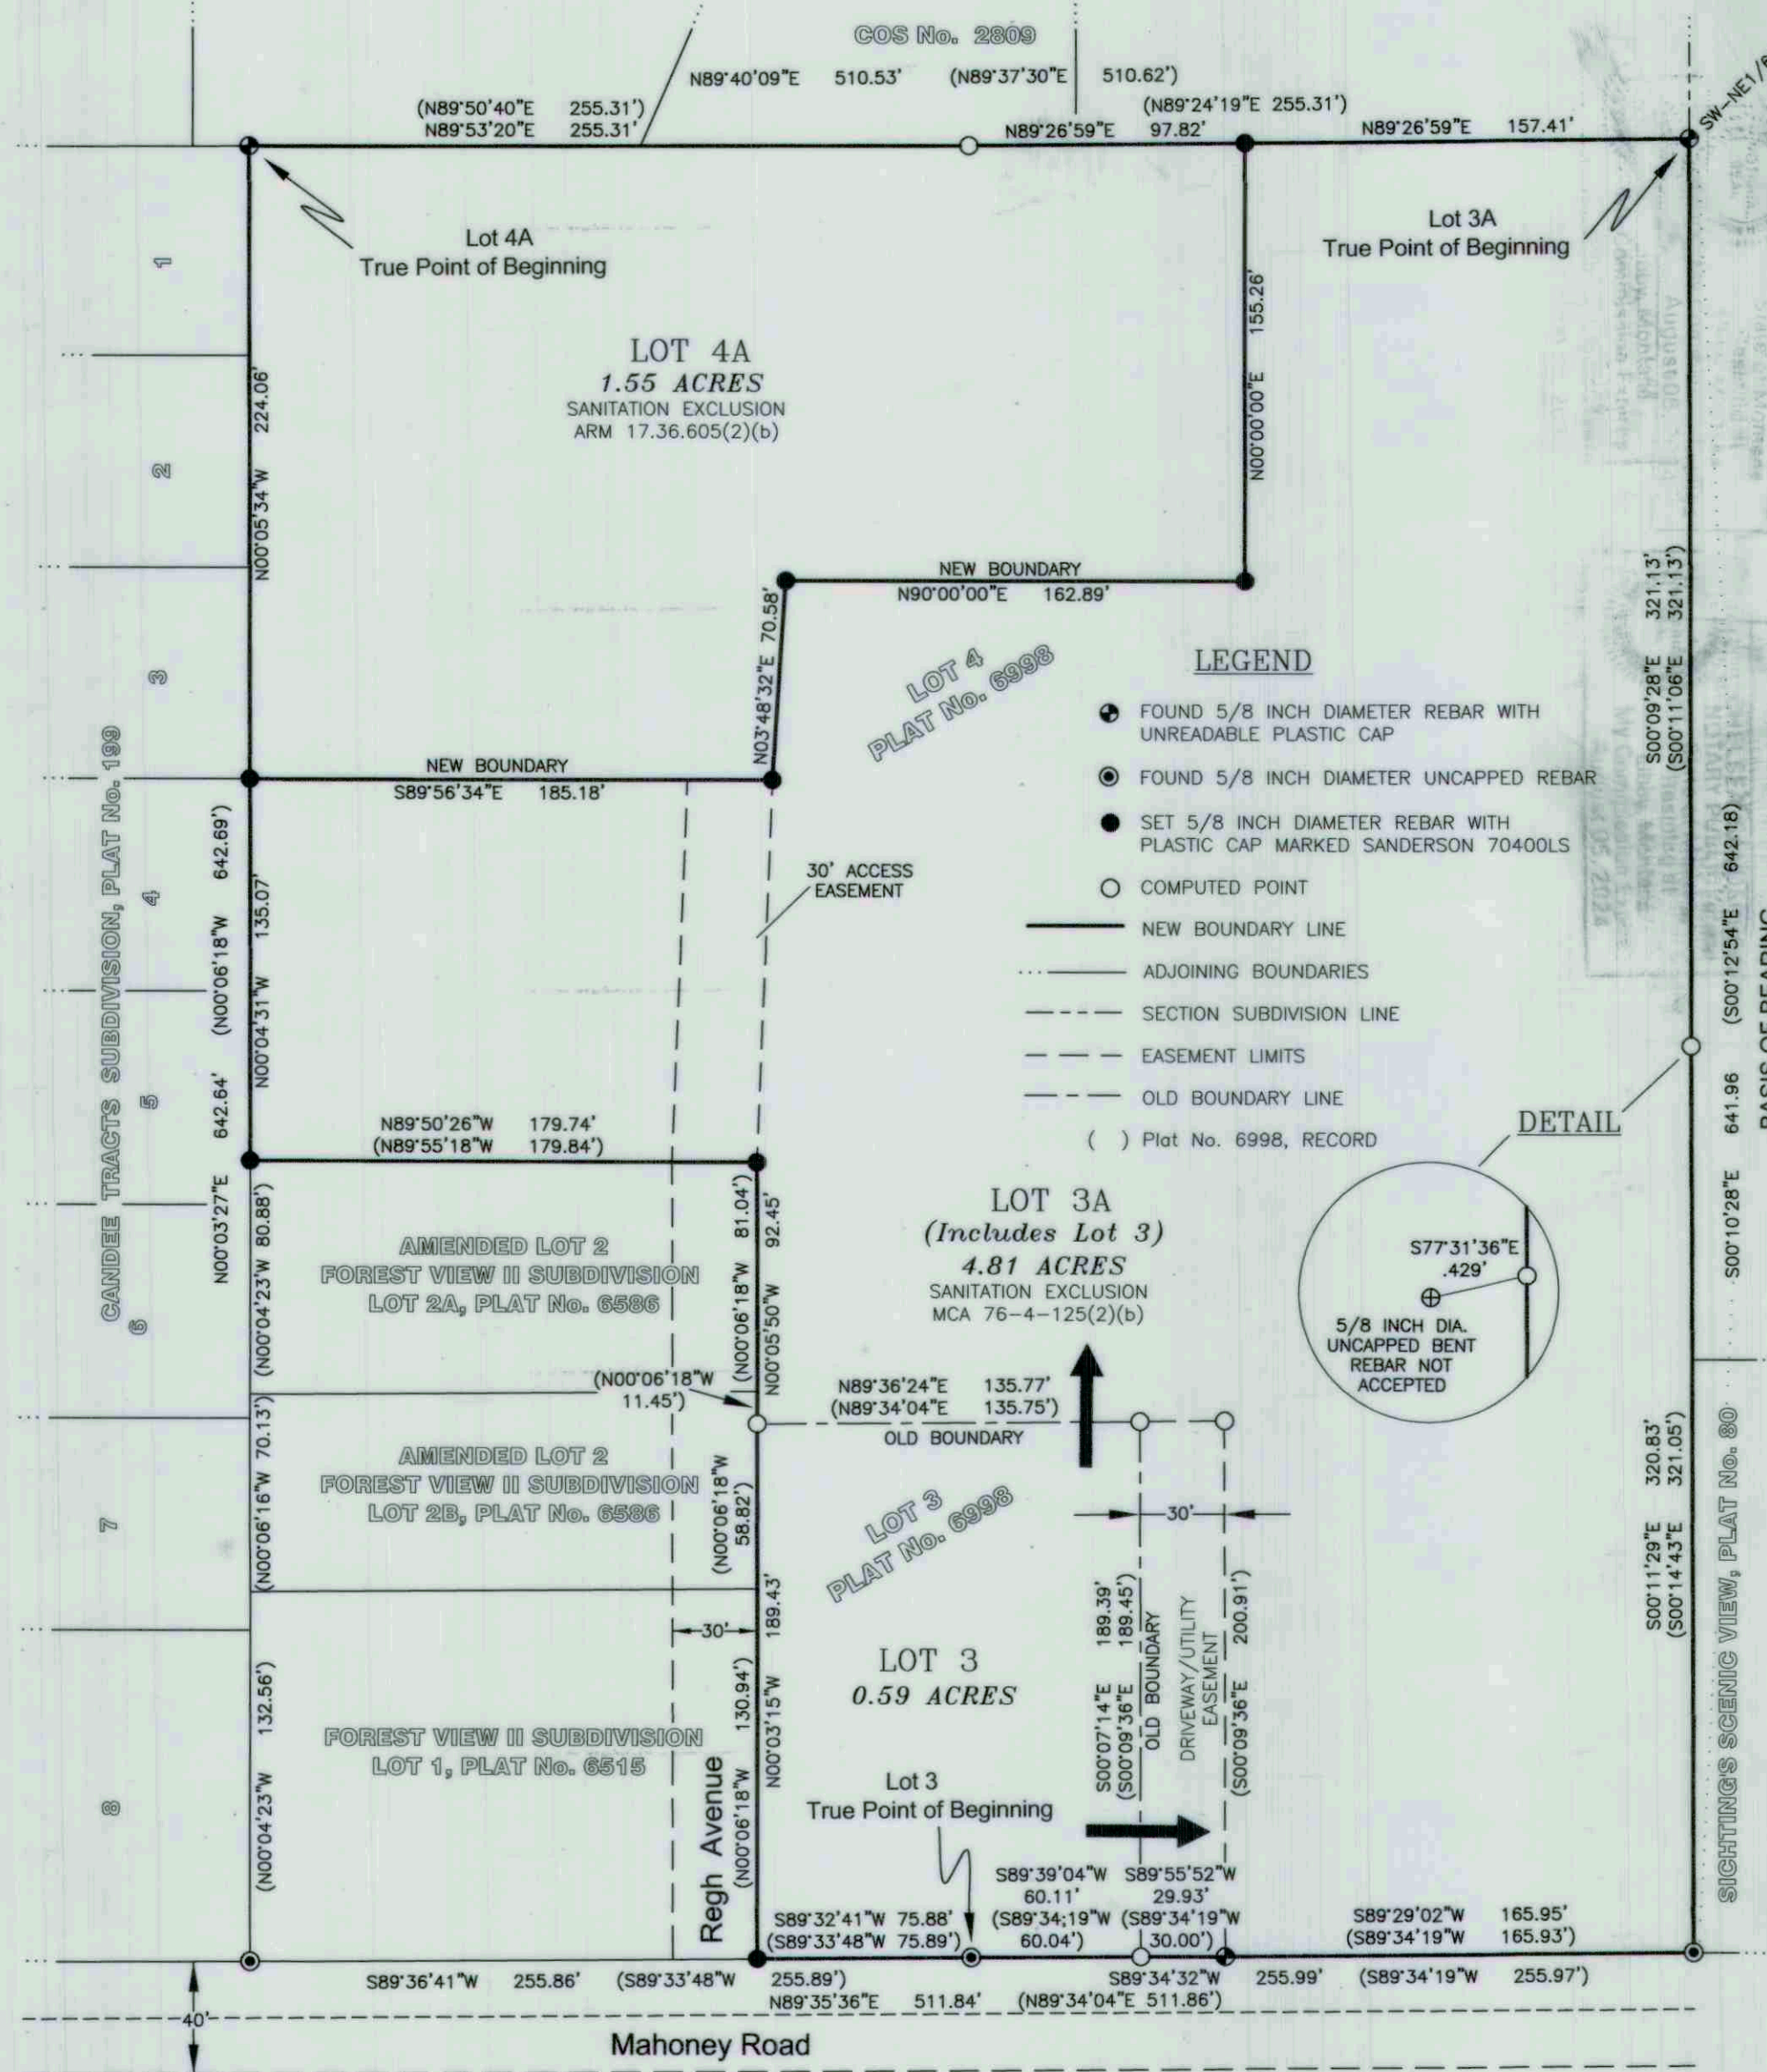 COS No. 2809
N89°40'09"E 510.53' (N89°37'30"E 510.62')
(N89°50'40"E 255.31')
N89°53'20"E 255.31'
(N89°24'19"E 255.31')
N89°26'59"E 97.82'
N89°26'59"E 157.41'
SW-NE1/
Lot 4A
True Point of Beginning
Lot 3A
True Point of Beginning
1
2
3
4
5
6
7
8
CANDEE TRACTS SUBDIVISION, PLAT No. 199
N00°05'34"W 224.06'
LOT 4A
1.55 ACRES
SANITATION EXCLUSION
ARM 17.36.605(2)(b)
N00°00'00"E 155.26'
NEW BOUNDARY
N90°00'00"E 162.89'
N03°48'32"E 70.58'
LOT 4
PLAT No. 6998
NEW BOUNDARY
S89°56'34"E 185.18'
30' ACCESS
EASEMENT
LEGEND
FOUND 5/8 INCH DIAMETER REBAR WITH
UNREADABLE PLASTIC CAP
FOUND 5/8 INCH DIAMETER UNCAPPED REBAR
SET 5/8 INCH DIAMETER REBAR WITH
PLASTIC CAP MARKED SANDERSON 70400LS
COMPUTED POINT
NEW BOUNDARY LINE
ADJOINING BOUNDARIES
SECTION SUBDIVISION LINE
EASEMENT LIMITS
OLD BOUNDARY LINE
( ) Plat No. 6998, RECORD
S00°09'28"E 321.13'
(S00°11'06"E 321.13')
(S00°12'54"E 642.18)
S00°10'28"E 641.96
BASIS OF BEARING
N00°03'27"E 642.64' (N00°06'18"W 642.69')
N00°04'31"W 135.07'
N89°50'26"W 179.74'
(N89°55'18"W 179.84')
DETAIL
S77°31'36"E
.429'
5/8 INCH DIA.
UNCAPPED BENT
REBAR NOT
ACCEPTED
LOT 3A
(Includes Lot 3)
4.81 ACRES
SANITATION EXCLUSION
MCA 76-4-125(2)(b)
(N00°04'23"W 80.88')
AMENDED LOT 2
FOREST VIEW II SUBDIVISION
LOT 2A, PLAT No. 6586
(N00°06'18"W 81.04')
N00°05'50"W 92.45'
(N00°06'18"W
11.45')
N89°36'24"E 135.77'
(N89°34'04"E 135.75')
OLD BOUNDARY
(N00°06'16"W 70.13')
AMENDED LOT 2
FOREST VIEW II SUBDIVISION
LOT 2B, PLAT No. 6586
(N00°06'18"W
58.82')
LOT 3
PLAT No. 6998
30'
30'
S00°11'29"E 320.83'
(S00°14'43"E 321.05')
SICHTING'S SCENIC VIEW, PLAT No. 80
(N00°04'23"W 132.56')
FOREST VIEW II SUBDIVISION
LOT 1, PLAT No. 6515
Regh Avenue
(N00°06'18"W 130.94')
N00°03'15"W 189.43'
LOT 3
0.59 ACRES
S00°07'14"E 189.39'
(S00°09'36"E 189.45')
OLD BOUNDARY
DRIVEWAY/UTILITY
EASEMENT
(S00°09'36"E 200.91')
Lot 3
True Point of Beginning
S89°32'41"W 75.88'
(S89°33'48"W 75.89')
S89°39'04"W
60.11'
(S89°34;19"W
60.04')
S89°55'52"W
29.93'
(S89°34'19"W
30.00')
S89°29'02"W 165.95'
(S89°34'19"W 165.93')
S89°36'41"W 255.86' (S89°33'48"W 255.89')
S89°34'32"W 255.99' (S89°34'19"W 255.97')
N89°35'36"E 511.84' (N89°34'04"E 511.86')
40'
Mahoney Road